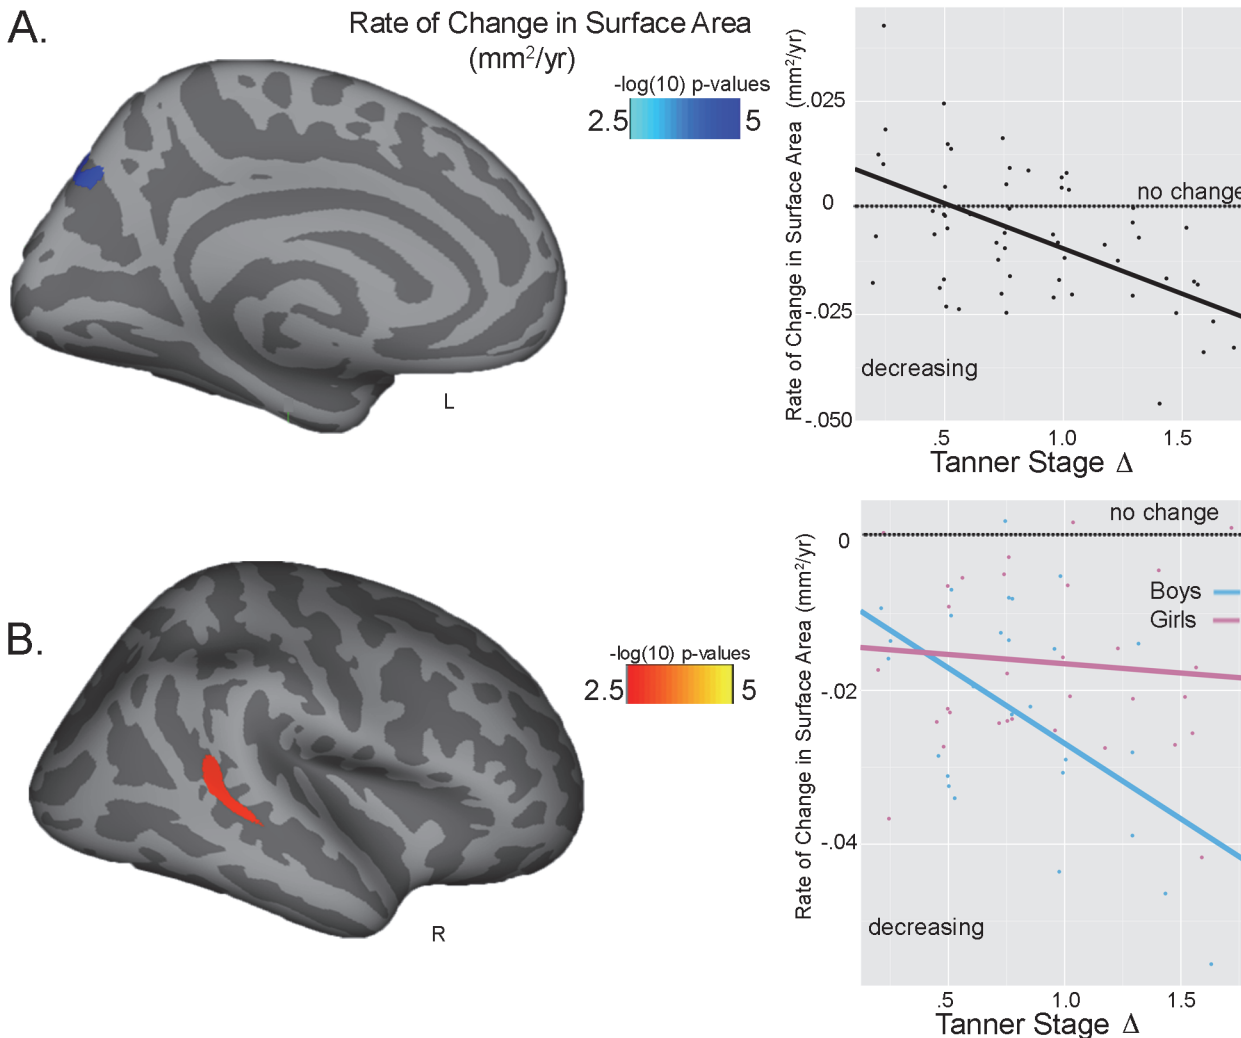 A.
Rate of Change in Surface Area
(mm²/yr)
-log(10) p-values
2.5
5
L
Rate of Change in Surface Area (mm²/yr)
.025
0
-.025
-.050
no change
decreasing
.5
1.0
1.5
Tanner Stage Δ
B.
-log(10) p-values
2.5
5
R
Rate of Change in Surface Area (mm²/yr)
0
-.02
-.04
no change
Boys
Girls
decreasing
.5
1.0
1.5
Tanner Stage Δ